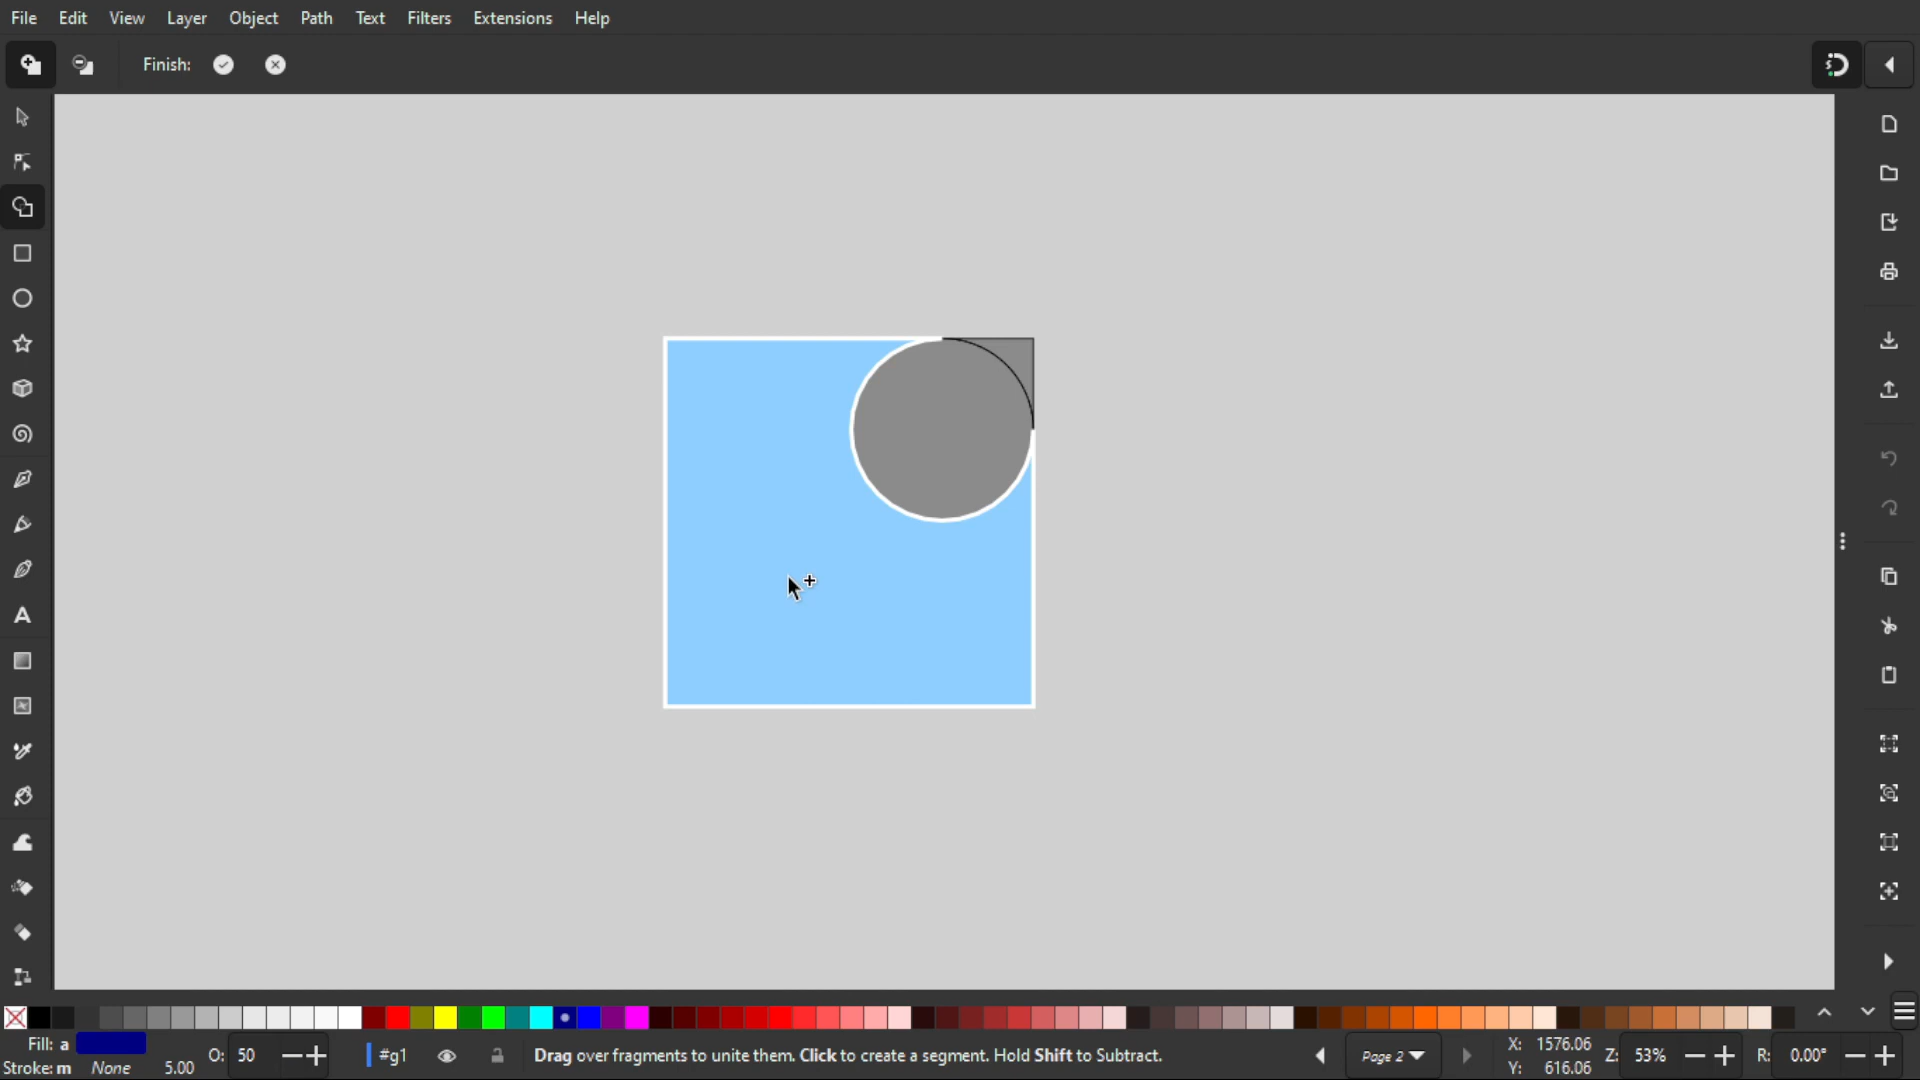 File Edit View Layer Object Path Text Filters Extensions Help
Finish:
Fill: a
Stroke: m None 5.00
O: 50
#g1
Drag over fragments to unite them. Click to create a segment. Hold Shift to Subtract.
Page 2
X: 1576.06
Y: 616.06
Z: 53%
R: 0.00°